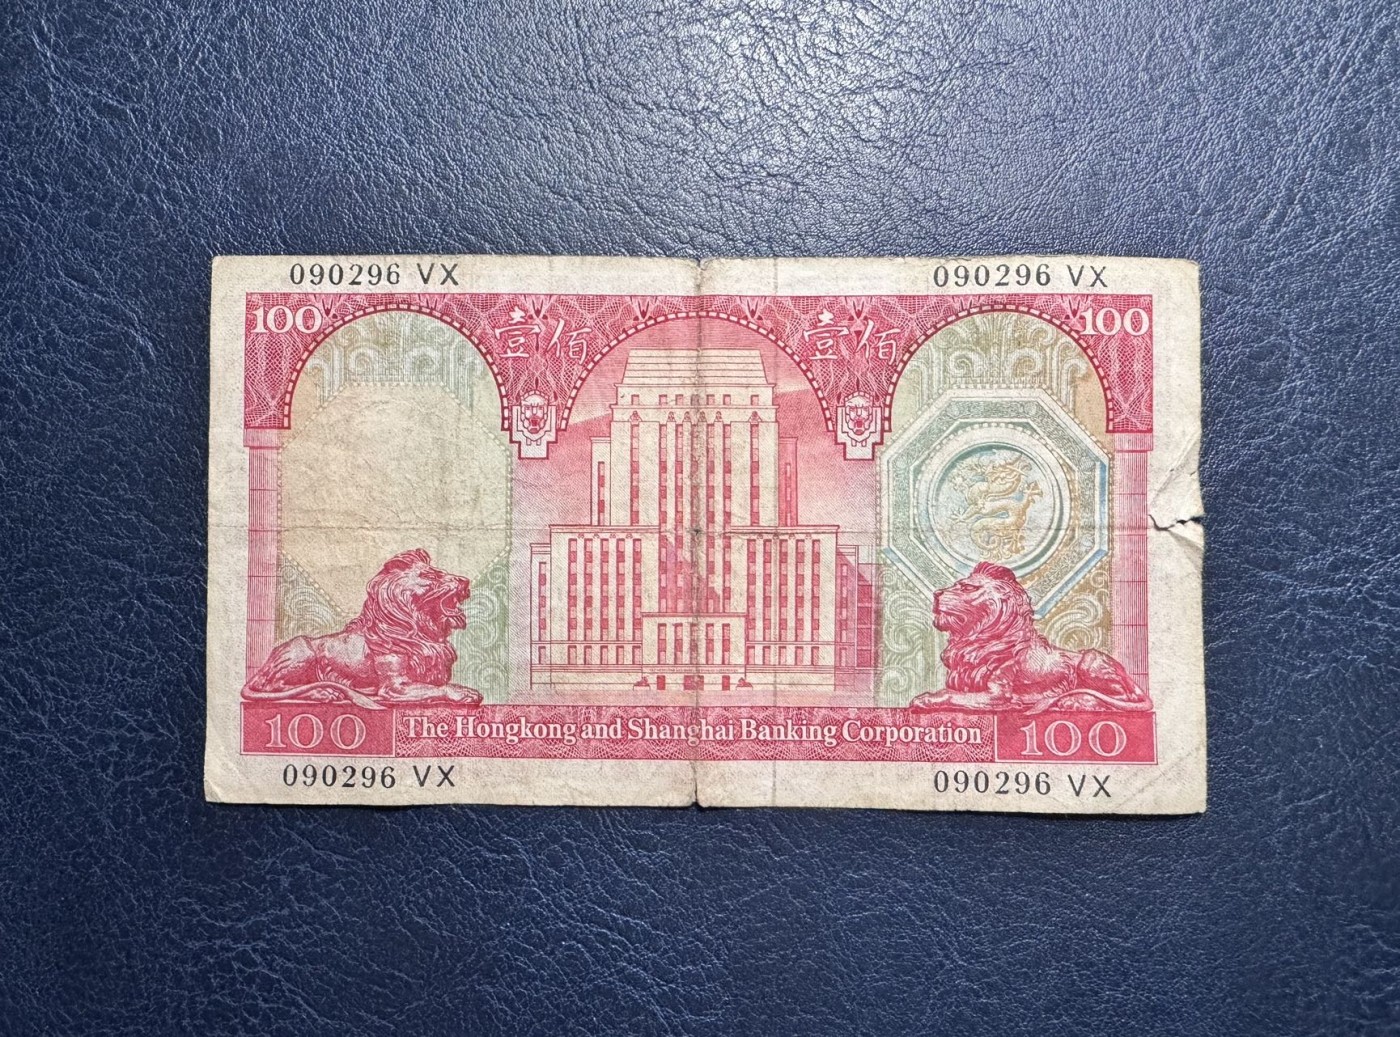 090296 VX 090296 VX
100 壹佰 壹佰 100
100 The Hongkong and Shanghai Banking Corporation 100
090296 VX 090296 VX